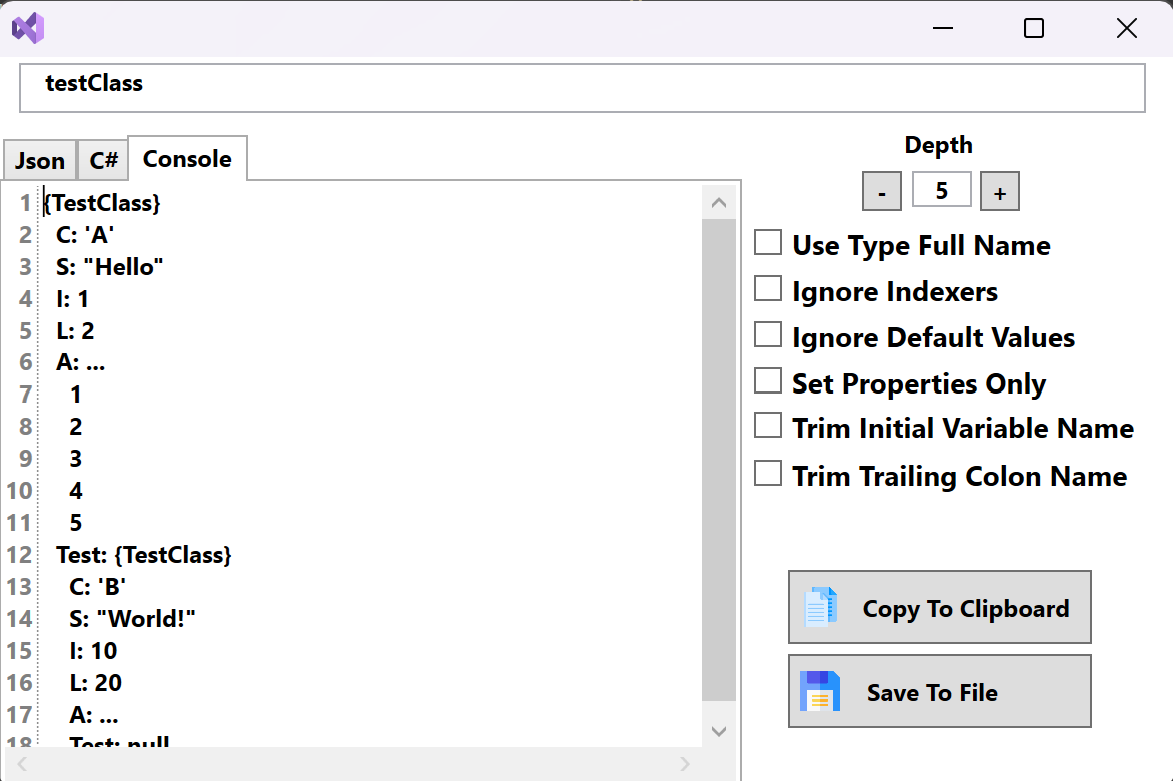 testClass
Json C# Console
1 {TestClass}
2 C: 'A'
3 S: "Hello"
4 I: 1
5 L: 2
6 A: ...
7 1
8 2
9 3
10 4
11 5
12 Test: {TestClass}
13 C: 'B'
14 S: "World!"
15 I: 10
16 L: 20
17 A: ...
18 Test: null
Depth
- 5 +
Use Type Full Name
Ignore Indexers
Ignore Default Values
Set Properties Only
Trim Initial Variable Name
Trim Trailing Colon Name
Copy To Clipboard
Save To File